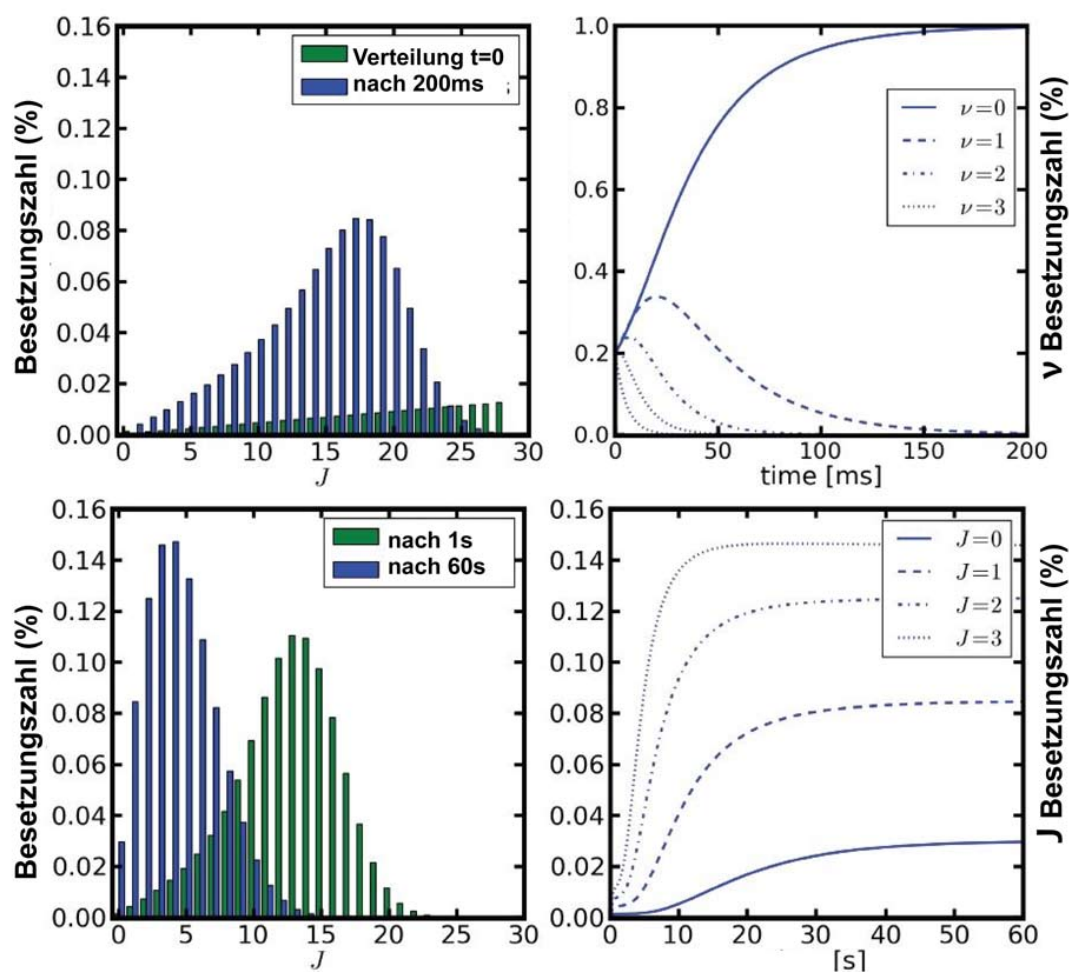 Besetzungszahl (%)
0.16
0.14
0.12
0.10
0.08
0.06
0.04
0.02
0.00
0 5 10 15 20 25 30
J
Verteilung t=0
nach 200ms
1.0
0.8
0.6
0.4
0.2
0.0
0 50 100 150 200
time [ms]
ν=0
ν=1
ν=2
ν=3
ν Besetzungszahl (%)
Besetzungszahl (%)
0.16
0.14
0.12
0.10
0.08
0.06
0.04
0.02
0.00
0 5 10 15 20 25 30
J
nach 1s
nach 60s
0.16
0.14
0.12
0.10
0.08
0.06
0.04
0.02
0.00
0 10 20 30 40 50 60
[s]
J=0
J=1
J=2
J=3
J Besetzungszahl (%)